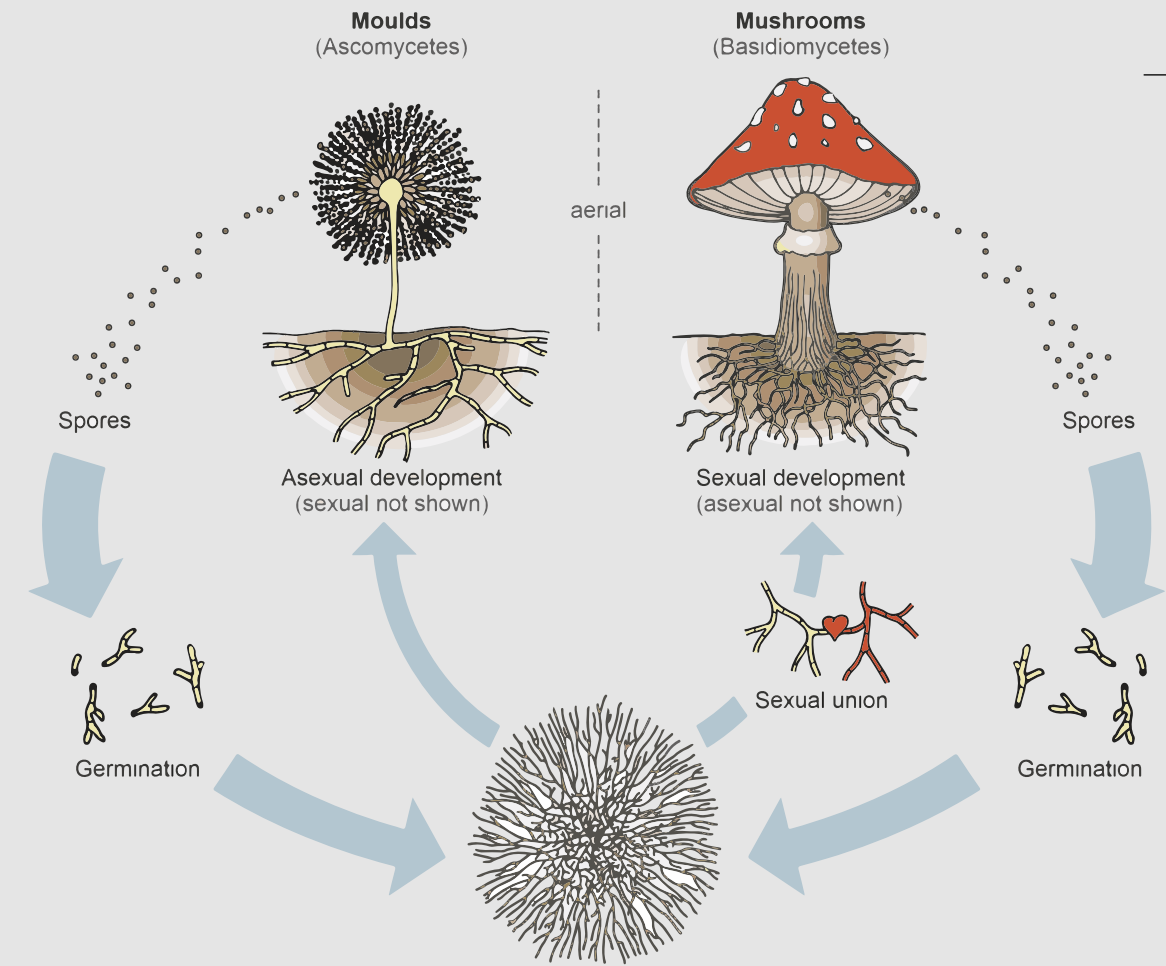 Moulds
(Ascomycetes)
Mushrooms
(Basidiomycetes)
aerial
Spores
Spores
Asexual development
(sexual not shown)
Sexual development
(asexual not shown)
Sexual union
Germination
Germination